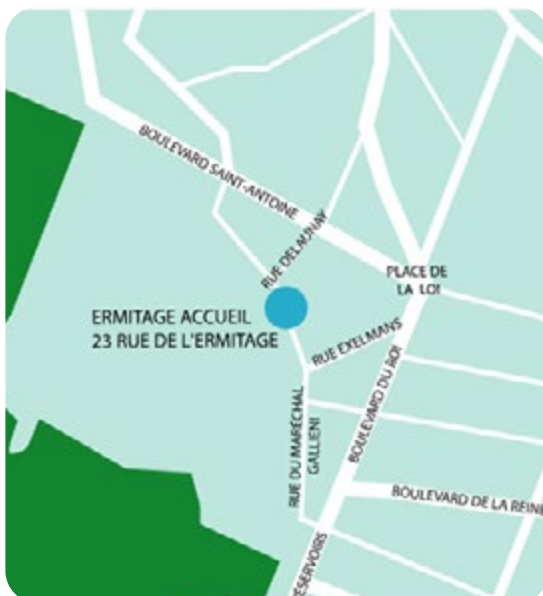 BOULEVARD SAINT-ANTOINE
RUE DELAUNAY
PLACE DE
LA LOI
ERMITAGE ACCUEIL
23 RUE DE L'ERMITAGE
RUE EXELMANS
BOULEVARD DU ROI
RUE DU MARÉCHAL
GALLIENI
BOULEVARD DE LA REINE
RÉSERVOIRS